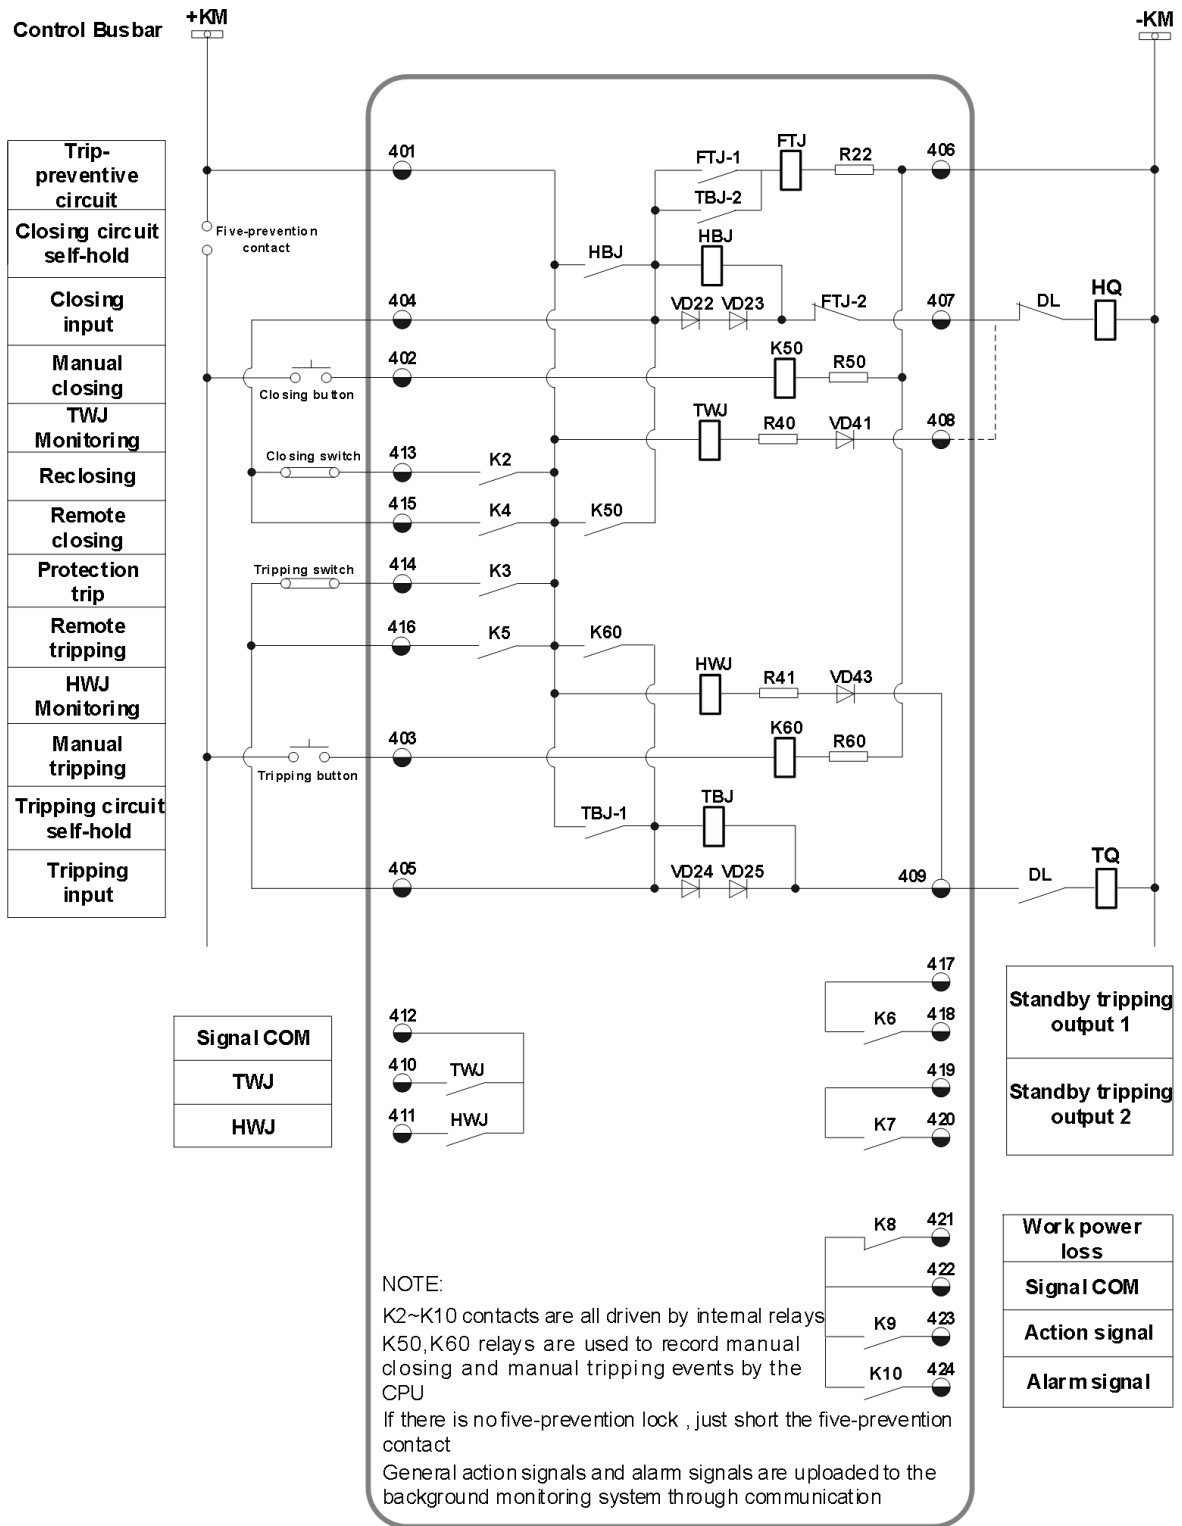 Control Busbar
+KM
-KM
Trip-
preventive
circuit
Closing circuit
self-hold
Closing
input
Manual
closing
TWJ
Monitoring
Reclosing
Remote
closing
Protection
trip
Remote
tripping
HWJ
Monitoring
Manual
tripping
Tripping circuit
self-hold
Tripping
input
401
FTJ-1
FTJ
R22
406
TBJ-2
Five-prevention
contact
HBJ
HBJ
404
VD22
VD23
FTJ-2
407
DL
HQ
402
K50
R50
Closing button
TWJ
R40
VD41
408
Closing switch
413
K2
415
K4
K50
Tripping switch
414
K3
416
K5
K60
HWJ
R41
VD43
403
K60
R60
Tripping button
TBJ-1
TBJ
405
VD24
VD25
409
DL
TQ
417
K6
418
Standby tripping
output 1
419
K7
420
Standby tripping
output 2
Signal COM
TWJ
HWJ
412
410
TWJ
411
HWJ
K8
421
422
K9
423
K10
424
Work power
loss
Signal COM
Action signal
Alarm signal
NOTE:
K2~K10 contacts are all driven by internal relays
K50,K60 relays are used to record manual
closing and manual tripping events by the
CPU
If there is no five-prevention lock , just short the five-prevention
contact
General action signals and alarm signals are uploaded to the
background monitoring system through communication